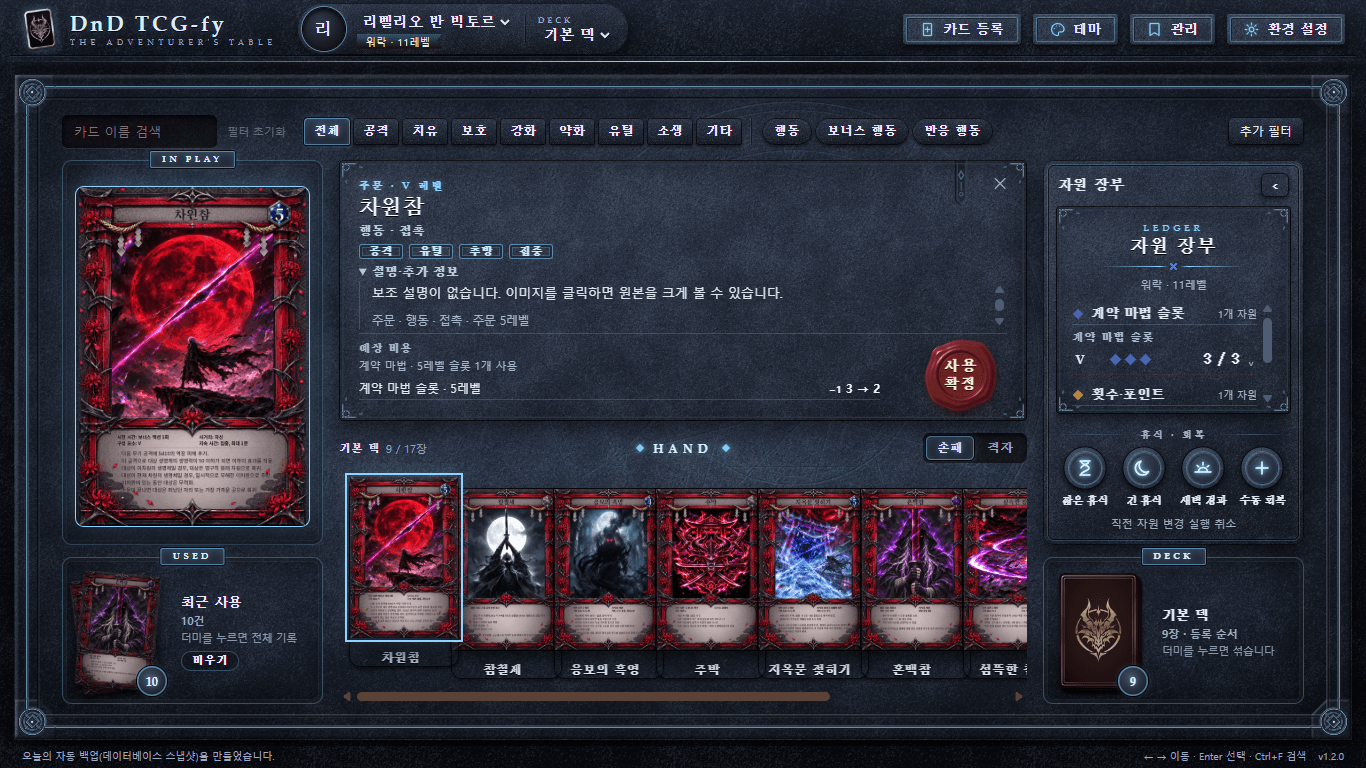 DnD TCG-fy
THE ADVENTURER'S TABLE
리
리벨리오 반 빅토르
워락 · 11레벨
DECK
기본 덱
카드 등록
테마
관리
환경 설정
카드 이름 검색
필터 초기화
전체
공격
치유
보호
강화
약화
유틸
소생
기타
행동
보너스 행동
반응 행동
추가 필터
IN PLAY
차원참
5
주문 · V 레벨
차원참
행동 · 접촉
공격
유틸
추방
집중
▼ 설명·추가 정보
보조 설명이 없습니다. 이미지를 클릭하면 원본을 크게 볼 수 있습니다.
주문 · 행동 · 접촉 · 주문 5레벨
예상 비용
계약 마법 · 5레벨 슬롯 1개 사용
계약 마법 슬롯 · 5레벨
−1 3 → 2
사용
확정
자원 장부
<
LEDGER
자원 장부
워락 · 11레벨
계약 마법 슬롯
1개 자원
계약 마법 슬롯
V
3 / 3
횟수·포인트
1개 자원
휴식 · 회복
짧은 휴식
긴 휴식
새벽 경과
수동 회복
직전 자원 변경 실행 취소
USED
최근 사용
10건
더미를 누르면 전체 기록
비우기
10
기본 덱 9 / 17장
HAND
손패
격자
차원참
참철제
응보의 흑영
주박
지옥문 젖히기
혼백참
섬뜩한
DECK
기본 덱
9장 · 등록 순서
더미를 누르면 섞습니다
9
오늘의 자동 백업(데이터베이스 스냅샷)을 만들었습니다.
← → 이동 · Enter 선택 · Ctrl+F 검색
v1.2.0